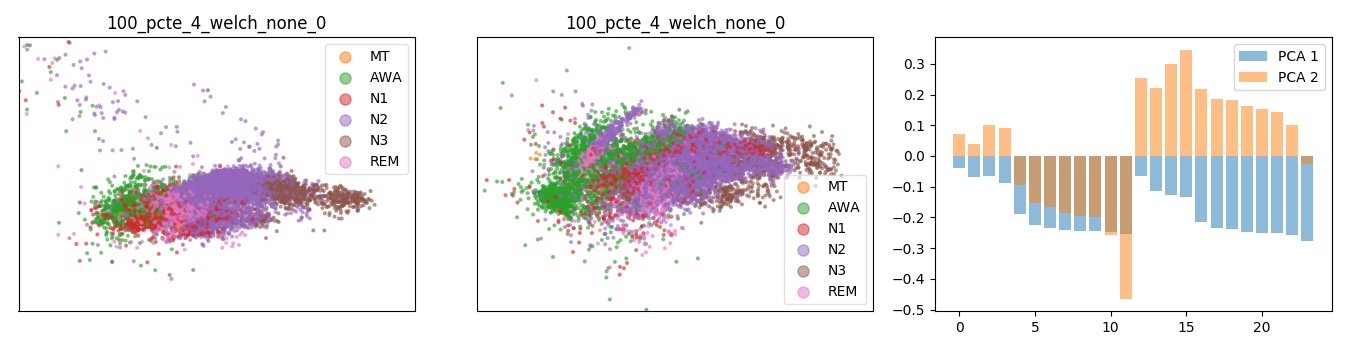 100_pcte_4_welch_none_0
MT
AWA
N1
N2
N3
REM
100_pcte_4_welch_none_0
MT
AWA
N1
N2
N3
REM
PCA 1
PCA 2
0.3
0.2
0.1
0.0
−0.1
−0.2
−0.3
−0.4
−0.5
0 5 10 15 20